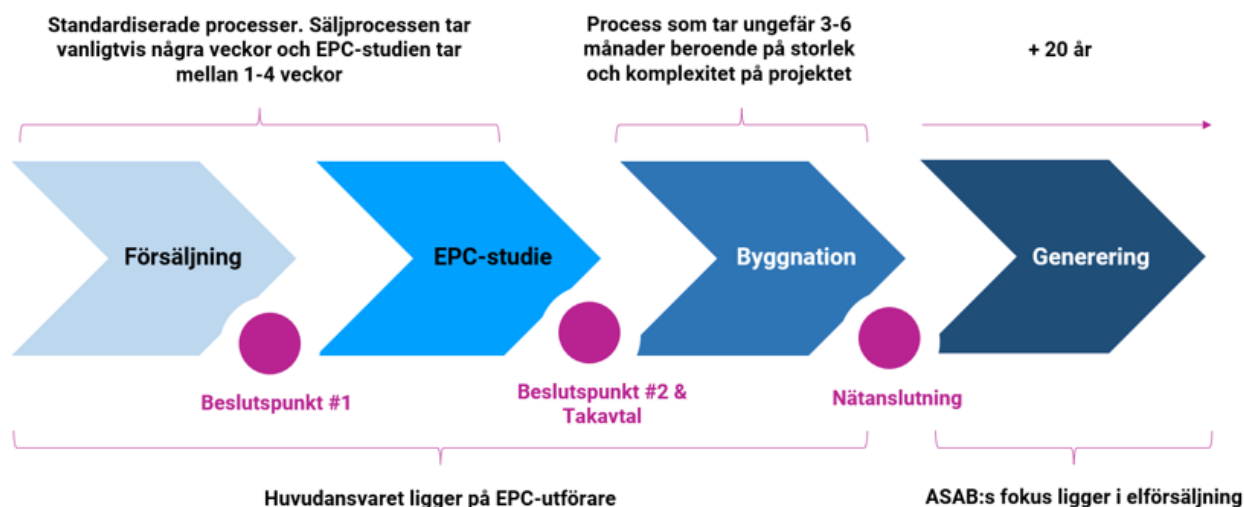 Standardiserade processer. Säljprocessen tar
vanligtvis några veckor och EPC-studien tar
mellan 1-4 veckor
Process som tar ungefär 3-6
månader beroende på storlek
och komplexitet på projektet
+ 20 år
Försäljning
EPC-studie
Byggnation
Generering
Beslutspunkt #1
Beslutspunkt #2 &
Takavtal
Nätanslutning
Huvudansvaret ligger på EPC-utförare
ASAB:s fokus ligger i elförsäljning